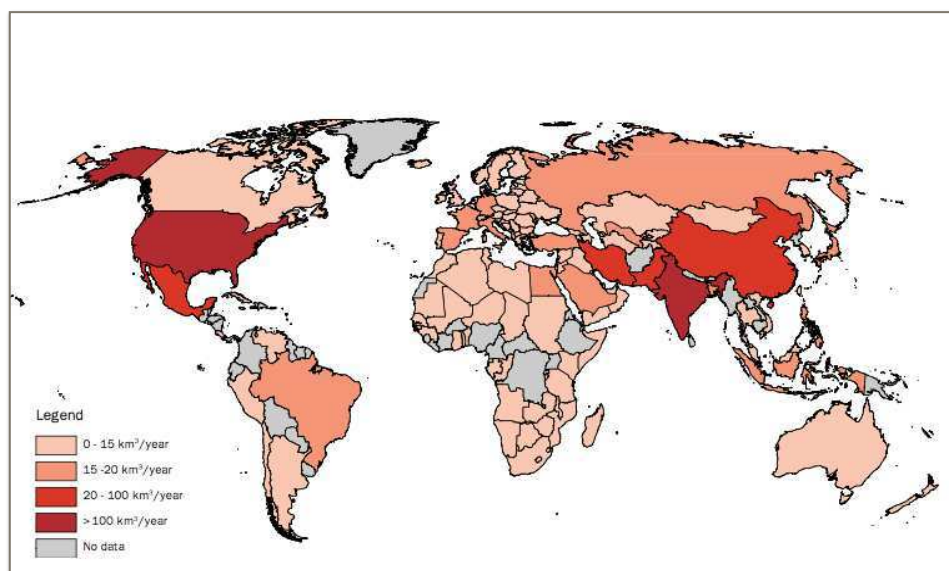 Legend
0 - 15 km³/year
15 -20 km³/year
20 - 100 km³/year
> 100 km³/year
No data